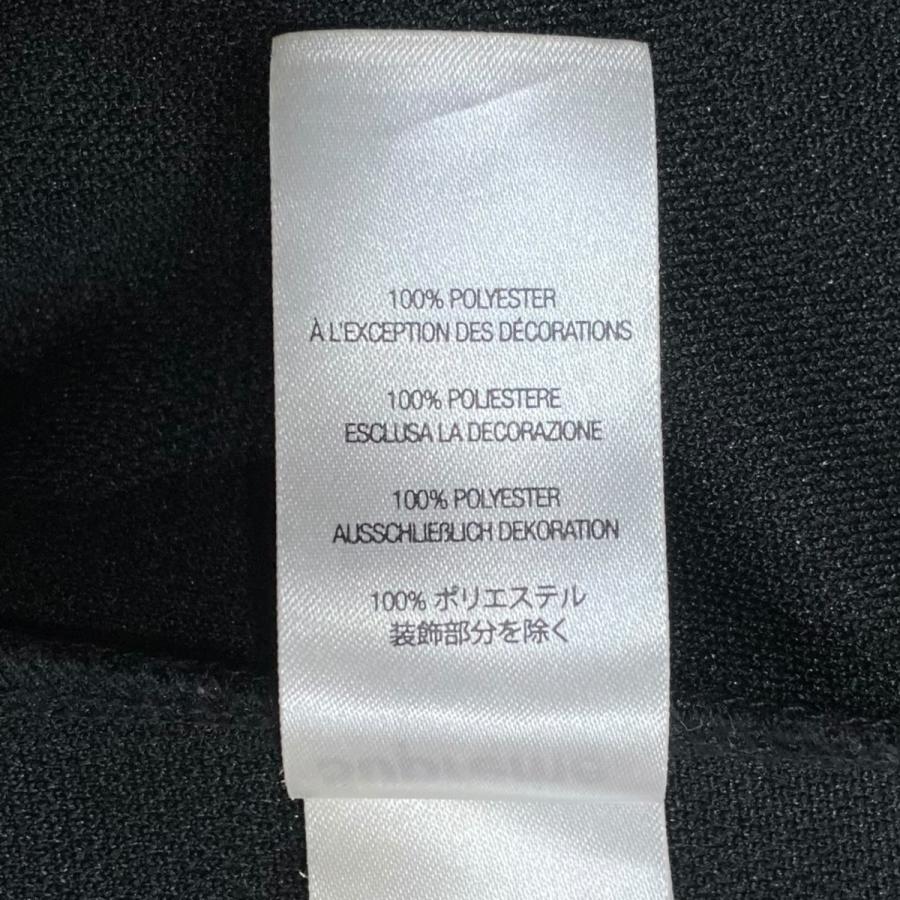 100% POLYESTER
À L'EXCEPTION DES DÉCORATIONS
100% POLIESTERE
ESCLUSA LA DECORAZIONE
100% POLYESTER
AUSSCHLIEßLICH DEKORATION
100% ポリエステル
装飾部分を除く